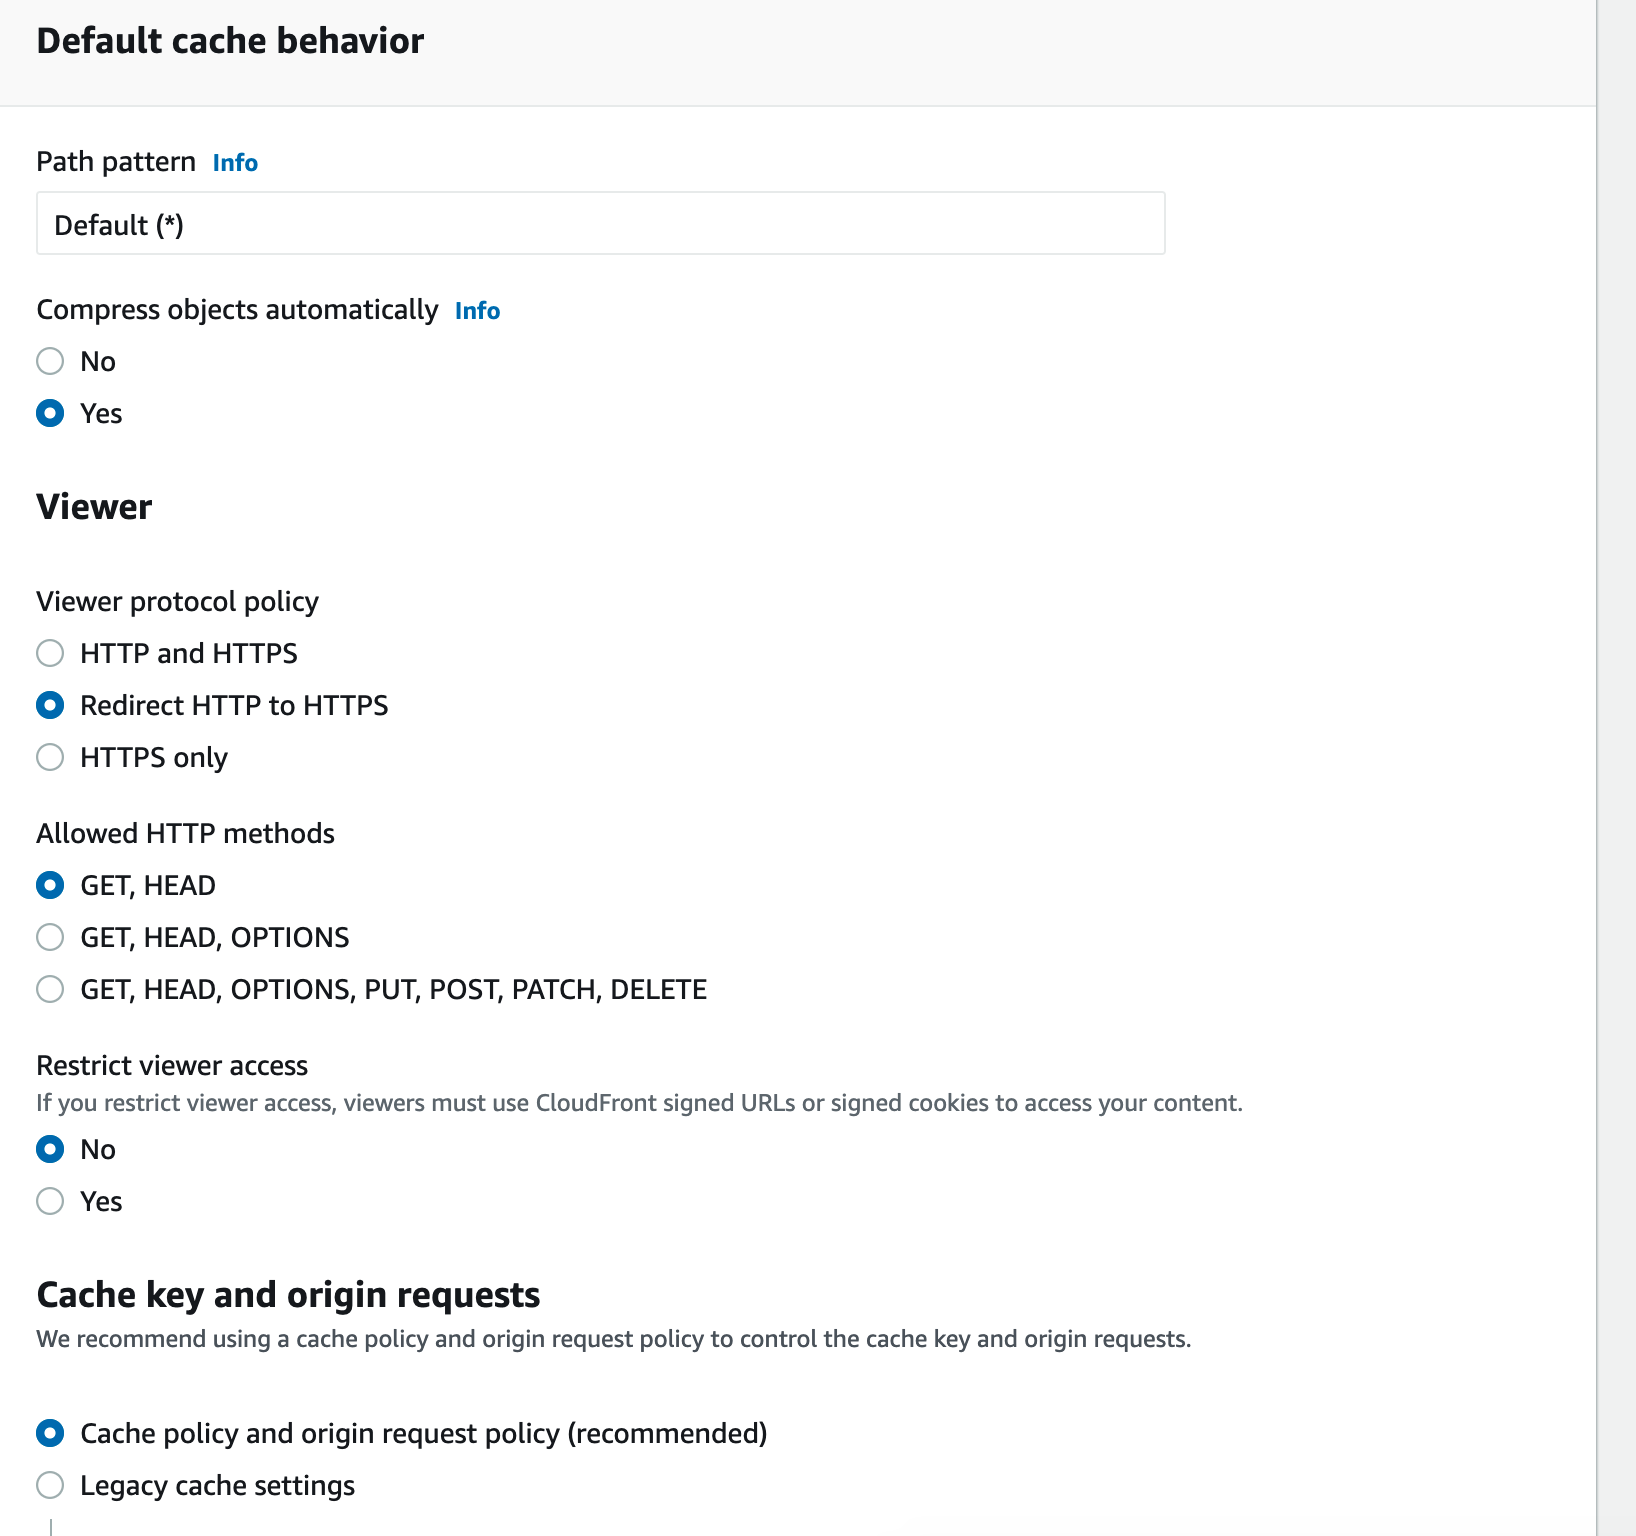 Default cache behavior
Path pattern Info
Default (*)
Compress objects automatically Info
No
Yes
Viewer
Viewer protocol policy
HTTP and HTTPS
Redirect HTTP to HTTPS
HTTPS only
Allowed HTTP methods
GET, HEAD
GET, HEAD, OPTIONS
GET, HEAD, OPTIONS, PUT, POST, PATCH, DELETE
Restrict viewer access
If you restrict viewer access, viewers must use CloudFront signed URLs or signed cookies to access your content.
No
Yes
Cache key and origin requests
We recommend using a cache policy and origin request policy to control the cache key and origin requests.
Cache policy and origin request policy (recommended)
Legacy cache settings